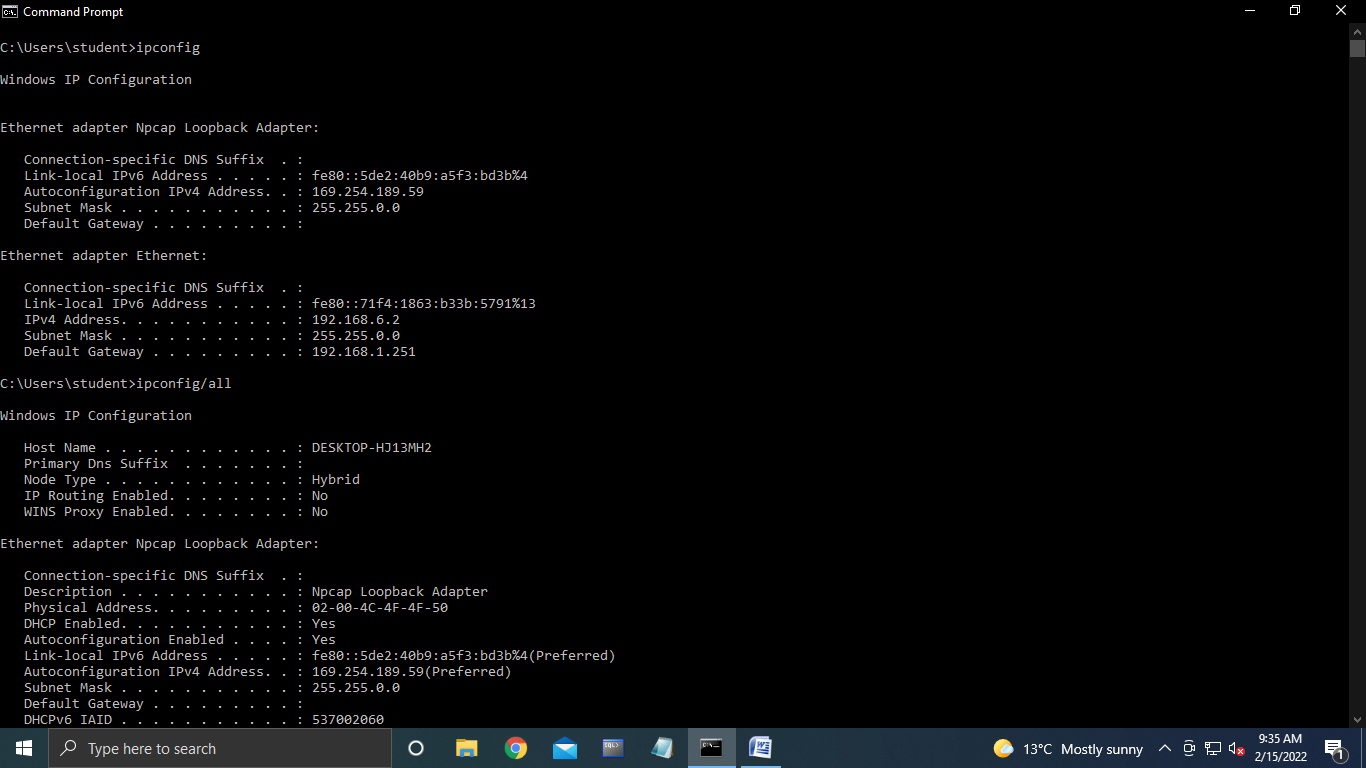 Command Prompt
C:\Users\student>ipconfig
Windows IP Configuration
Ethernet adapter Npcap Loopback Adapter:
   Connection-specific DNS Suffix  . :
   Link-local IPv6 Address . . . . . : fe80::5de2:40b9:a5f3:bd3b%4
   Autoconfiguration IPv4 Address. . : 169.254.189.59
   Subnet Mask . . . . . . . . . . . : 255.255.0.0
   Default Gateway . . . . . . . . . :
Ethernet adapter Ethernet:
   Connection-specific DNS Suffix  . :
   Link-local IPv6 Address . . . . . : fe80::71f4:1863:b33b:5791%13
   IPv4 Address. . . . . . . . . . . : 192.168.6.2
   Subnet Mask . . . . . . . . . . . : 255.255.0.0
   Default Gateway . . . . . . . . . : 192.168.1.251
C:\Users\student>ipconfig/all
Windows IP Configuration
   Host Name . . . . . . . . . . . . : DESKTOP-HJ13MH2
   Primary Dns Suffix  . . . . . . . :
   Node Type . . . . . . . . . . . . : Hybrid
   IP Routing Enabled. . . . . . . . : No
   WINS Proxy Enabled. . . . . . . . : No
Ethernet adapter Npcap Loopback Adapter:
   Connection-specific DNS Suffix  . :
   Description . . . . . . . . . . . : Npcap Loopback Adapter
   Physical Address. . . . . . . . . : 02-00-4C-4F-4F-50
   DHCP Enabled. . . . . . . . . . . : Yes
   Autoconfiguration Enabled . . . . : Yes
   Link-local IPv6 Address . . . . . : fe80::5de2:40b9:a5f3:bd3b%4(Preferred)
   Autoconfiguration IPv4 Address. . : 169.254.189.59(Preferred)
   Subnet Mask . . . . . . . . . . . : 255.255.0.0
   Default Gateway . . . . . . . . . :
   DHCPv6 IAID . . . . . . . . . . . : 537002060
Type here to search
13°C Mostly sunny
9:35 AM
2/15/2022
1